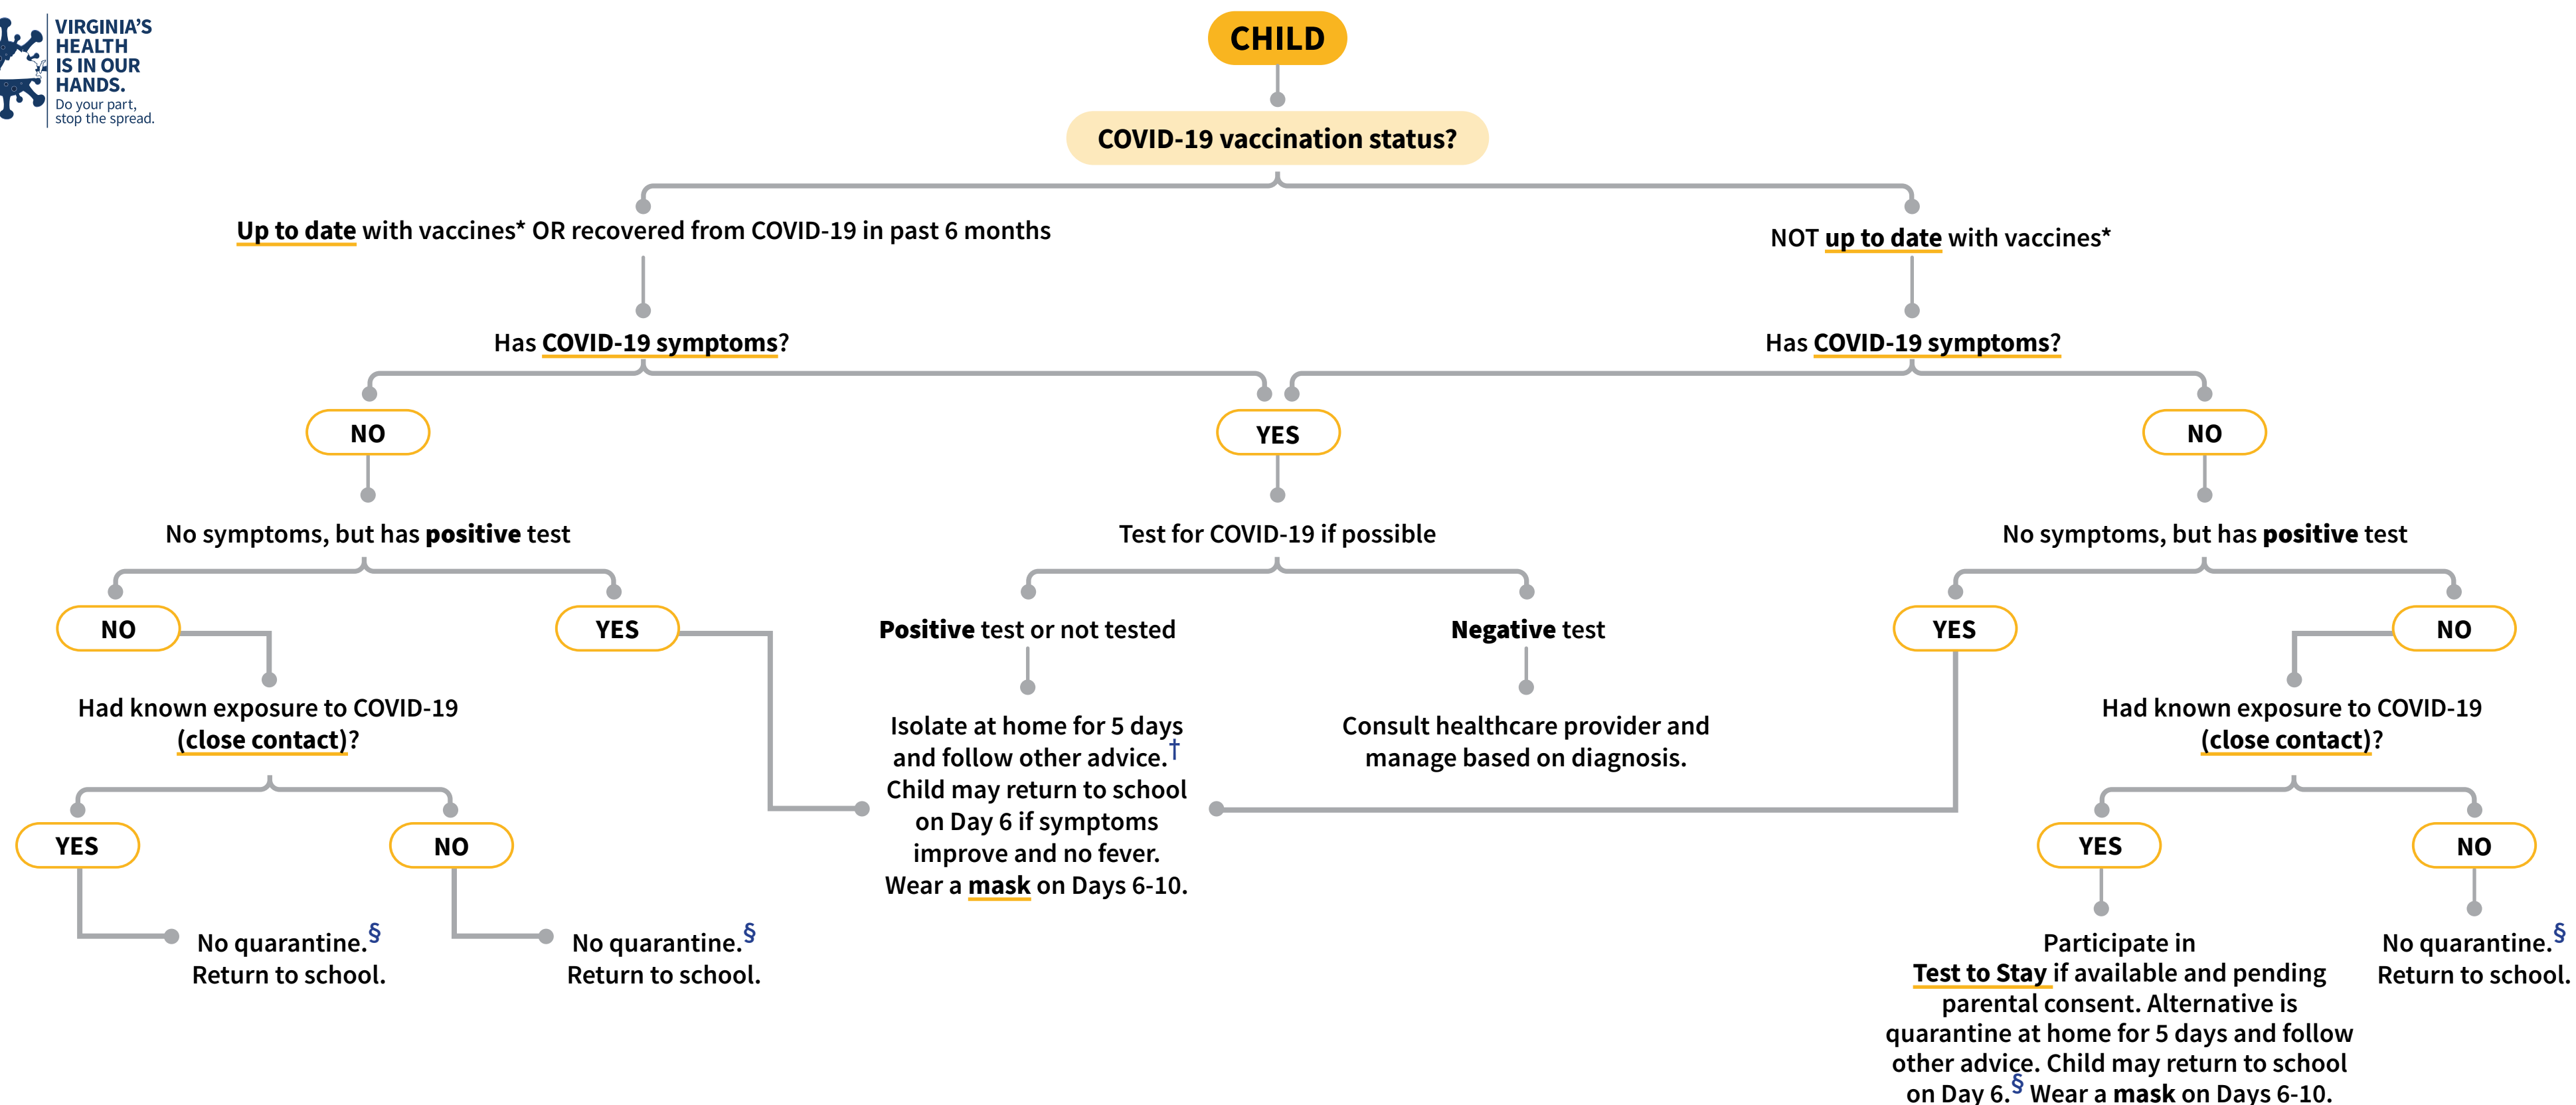 VIRGINIA'S
HEALTH
IS IN OUR
HANDS.
Do your part,
stop the spread.
CHILD
COVID-19 vaccination status?
Up to date with vaccines* OR recovered from COVID-19 in past 6 months
NOT up to date with vaccines*
Has COVID-19 symptoms?
Has COVID-19 symptoms?
NO
YES
NO
No symptoms, but has positive test
Test for COVID-19 if possible
No symptoms, but has positive test
NO
YES
Positive test or not tested
Negative test
YES
NO
Had known exposure to COVID-19
(close contact)?
Isolate at home for 5 days
and follow other advice.†
Child may return to school
on Day 6 if symptoms
improve and no fever.
Wear a mask on Days 6-10.
Consult healthcare provider and
manage based on diagnosis.
Had known exposure to COVID-19
(close contact)?
YES
NO
YES
NO
No quarantine.§
Return to school.
No quarantine.§
Return to school.
Participate in
Test to Stay if available and pending
parental consent. Alternative is
quarantine at home for 5 days and follow
other advice. Child may return to school
on Day 6.§ Wear a mask on Days 6-10.
No quarantine.§
Return to school.